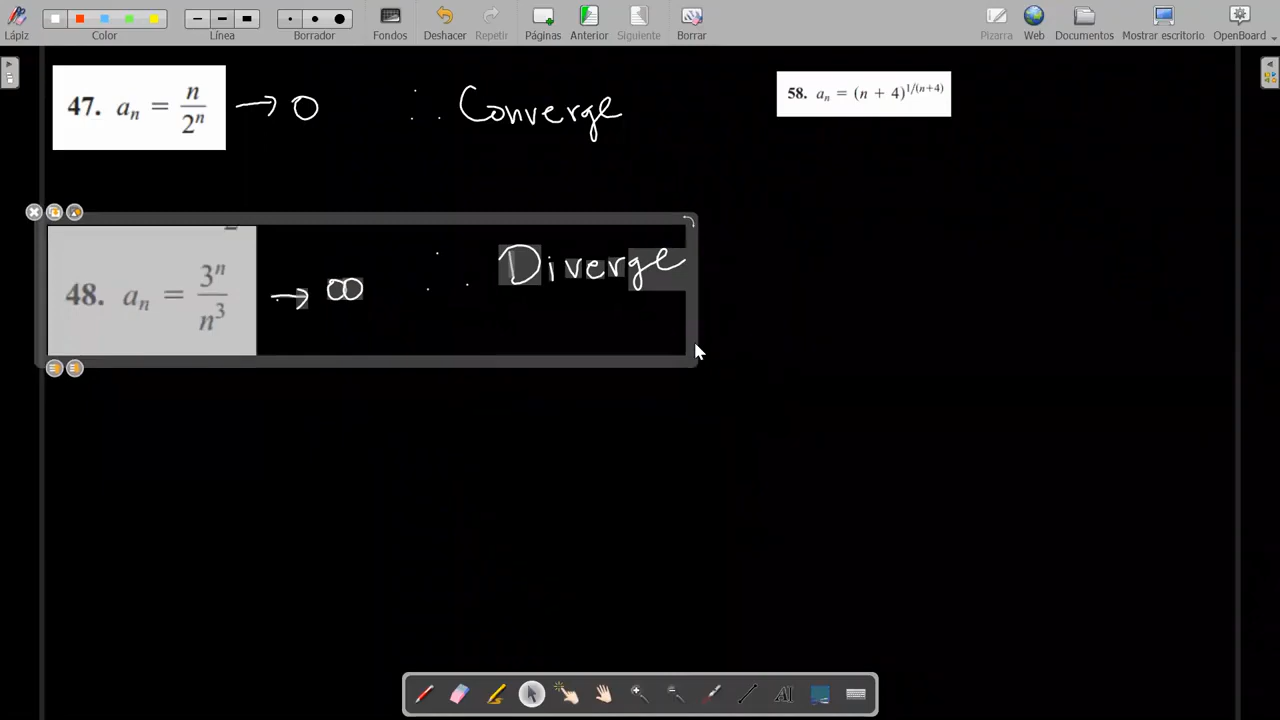 Lápiz Color Línea Borrador Fondos Deshacer Repetir Páginas Anterior Siguiente Borrar Pizarra Web Documentos Mostrar escritorio OpenBoard
47. aₙ = n/2ⁿ → 0 ∴ Converge
58. aₙ = (n + 4)^1/(n+4)
48. aₙ = 3ⁿ/n³ → ∞ ∴ Diverge